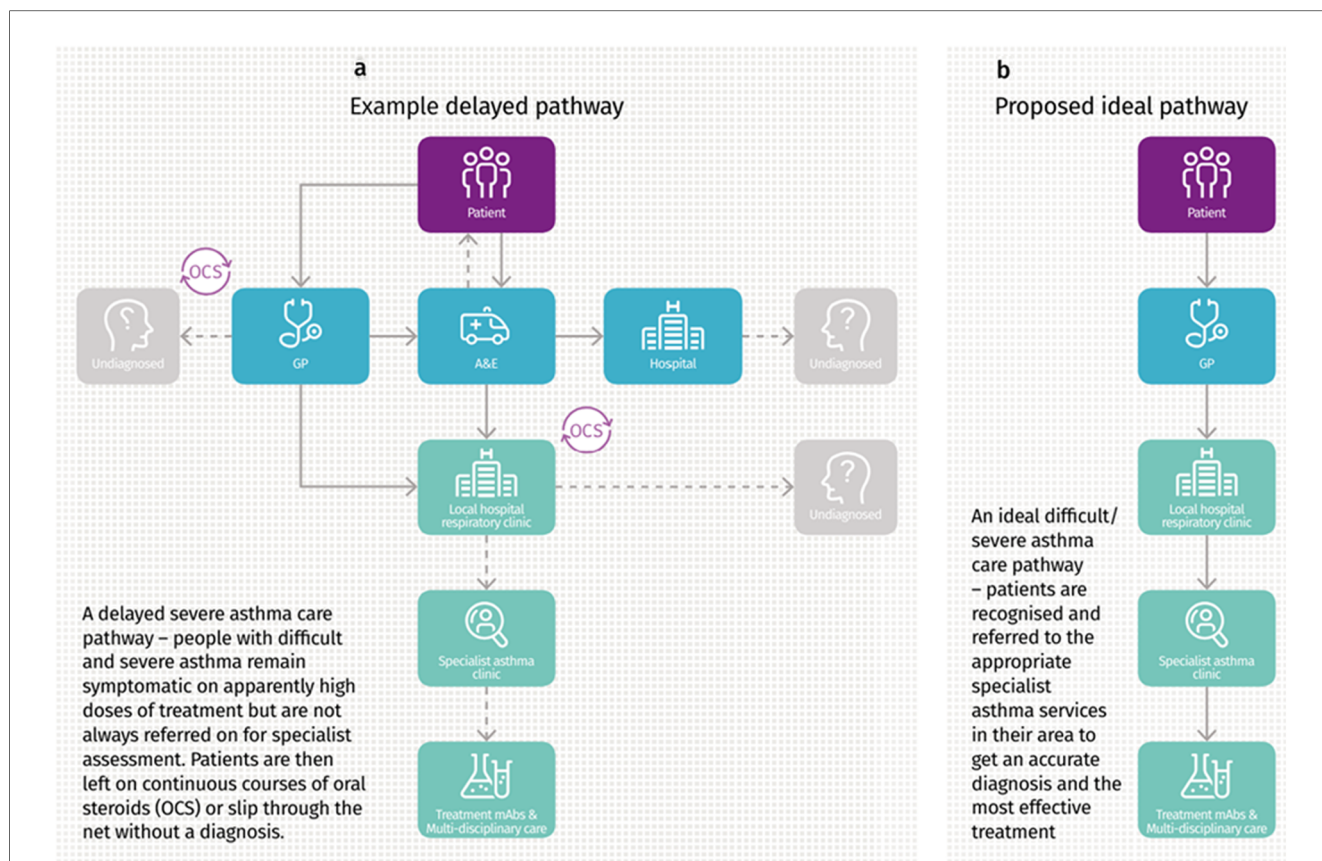 a
Example delayed pathway
Patient
OCS
Undiagnosed
GP
A&E
Hospital
Undiagnosed
OCS
Local hospital
respiratory clinic
Undiagnosed
Specialist asthma
clinic
Treatment mAbs &
Multi-disciplinary care
A delayed severe asthma care
pathway – people with difficult
and severe asthma remain
symptomatic on apparently high
doses of treatment but are not
always referred on for specialist
assessment. Patients are then
left on continuous courses of oral
steroids (OCS) or slip through the
net without a diagnosis.
b
Proposed ideal pathway
Patient
GP
Local hospital
respiratory clinic
Specialist asthma
clinic
Treatment mAbs &
Multi-disciplinary care
An ideal difficult/
severe asthma
care pathway
– patients are
recognised and
referred to the
appropriate
specialist
asthma services
in their area to
get an accurate
diagnosis and the
most effective
treatment